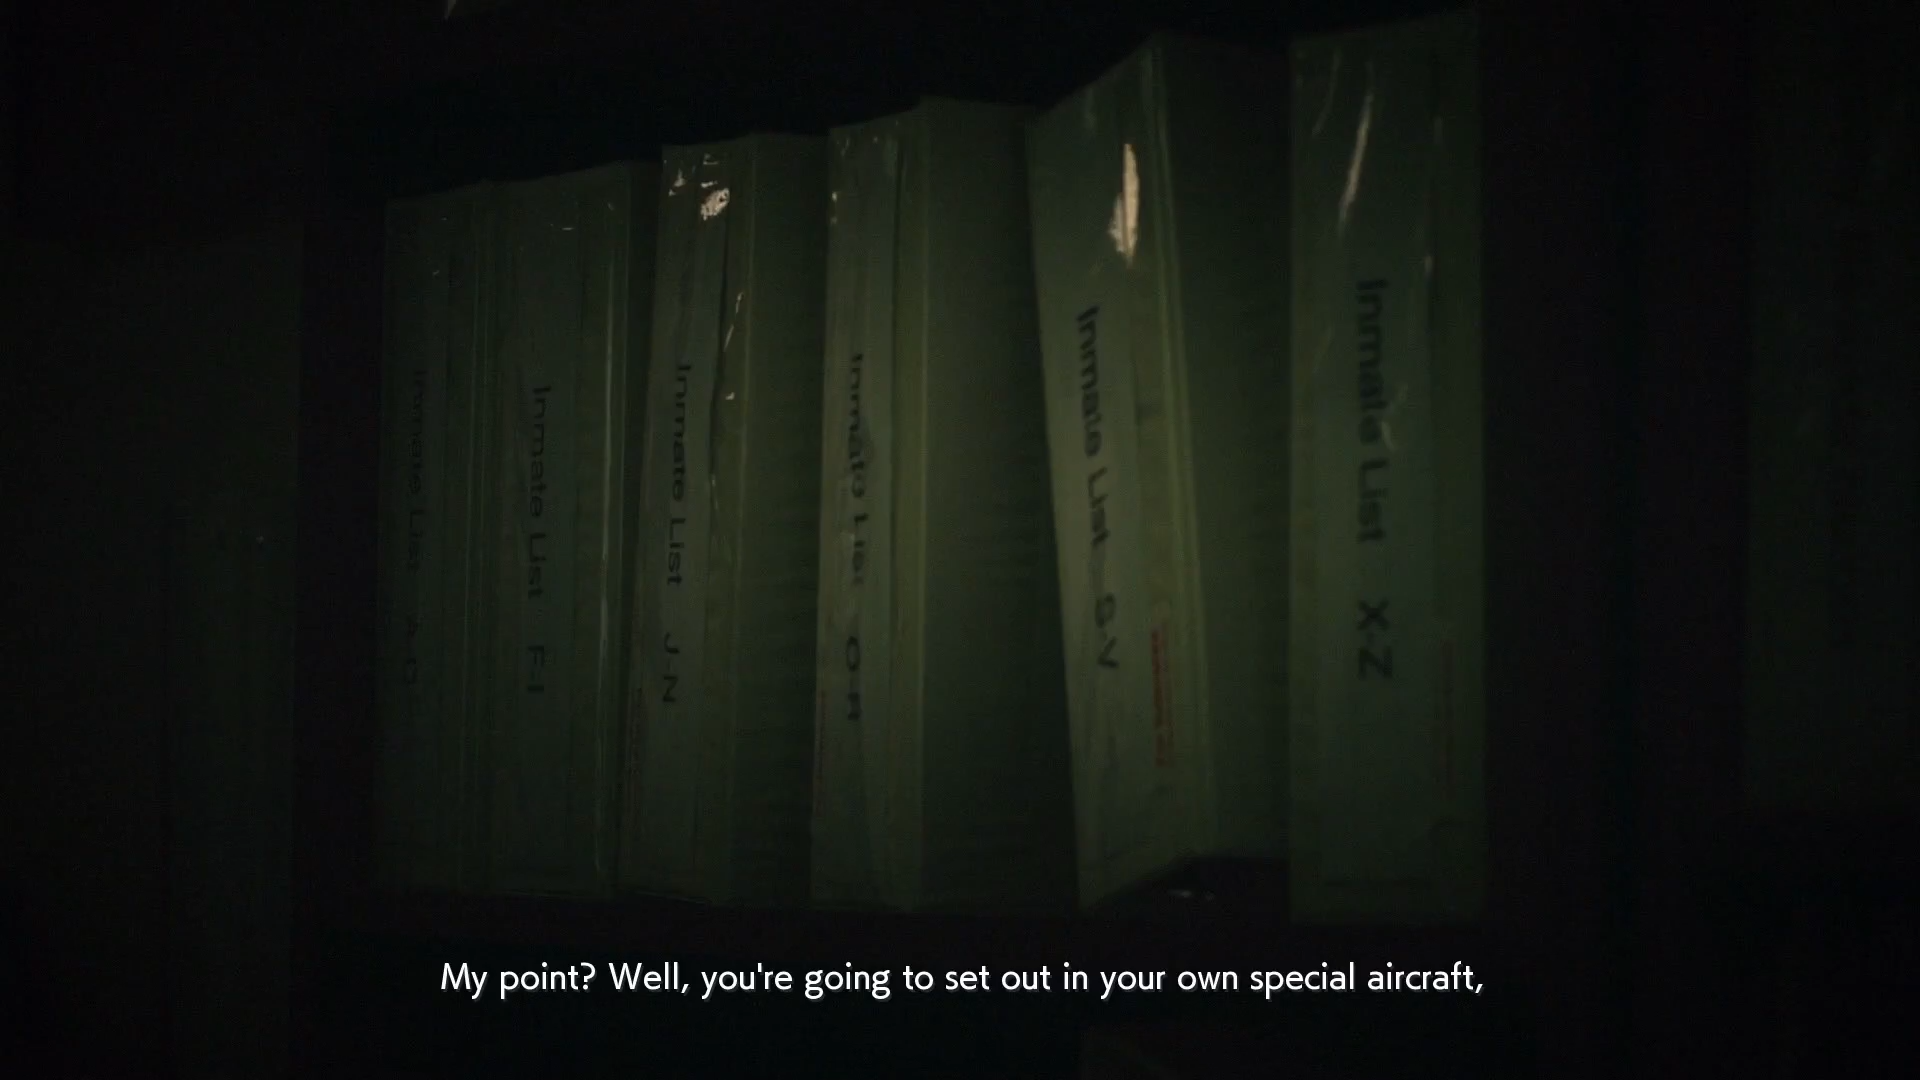 Inmate List A-D
Inmate List F-I
Inmate List J-N
Inmate List O-R
Inmate List S-V
Inmate List X-Z
My point? Well, you're going to set out in your own special aircraft,